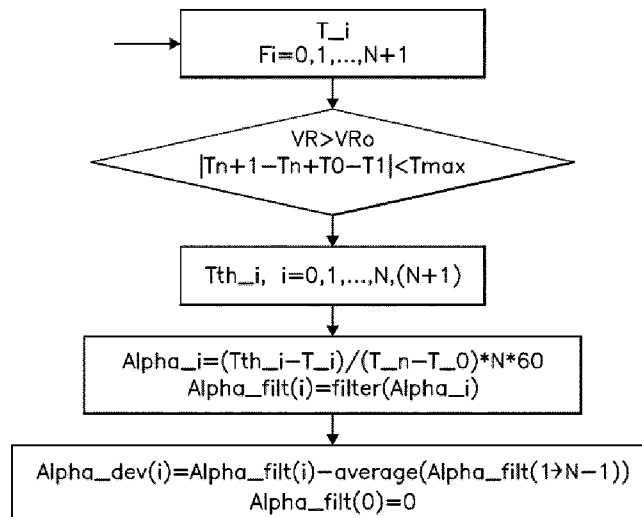 T_i
Fi=0,1,...,N+1
VR>VRo
|Tn+1-Tn+T0-T1|<Tmax
Tth_i, i=0,1,...,N,(N+1)
Alpha_i=(Tth_i-T_i)/(T_n-T_0)*N*60
Alpha_filt(i)=filter(Alpha_i)
Alpha_dev(i)=Alpha_filt(i)-average(Alpha_filt(1→N-1))
Alpha_filt(0)=0